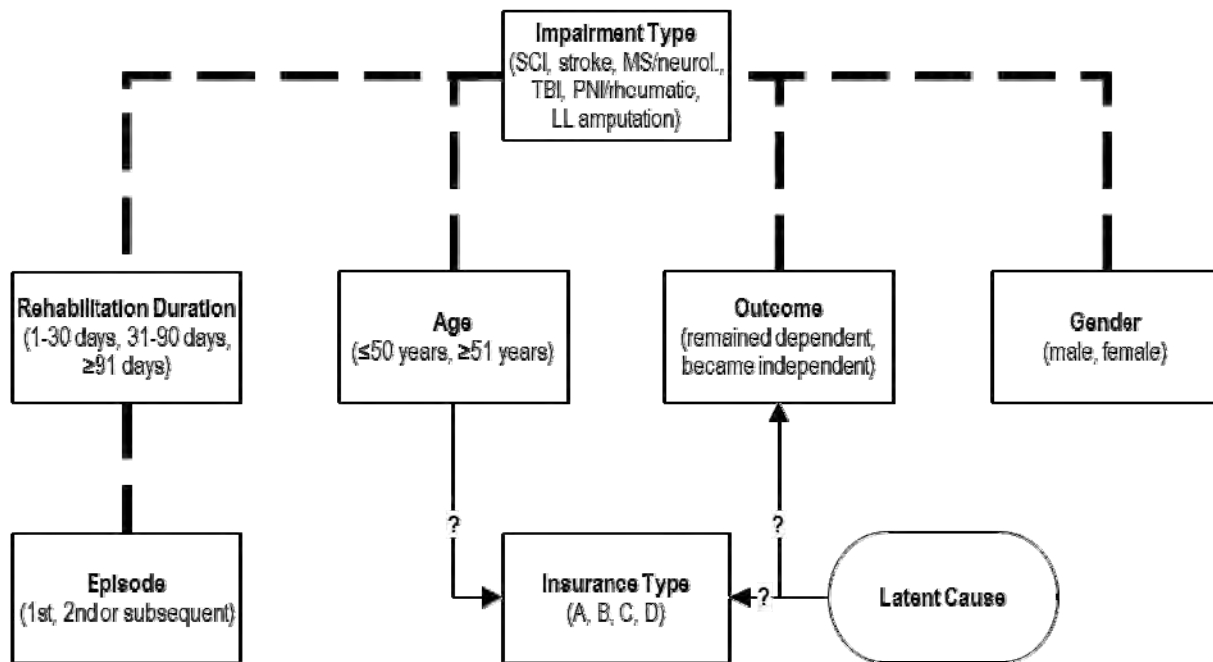 Impairment Type
(SCI, stroke, MS/neurol.,
TBI, PNI/rheumatic,
LL amputation)
Rehabilitation Duration
(1-30 days, 31-90 days,
≥91 days)
Age
(≤50 years, ≥51 years)
Outcome
(remained dependent,
became independent)
Gender
(male, female)
?
?
Episode
(1st, 2nd or subsequent)
Insurance Type
(A, B, C, D)
?
Latent Cause